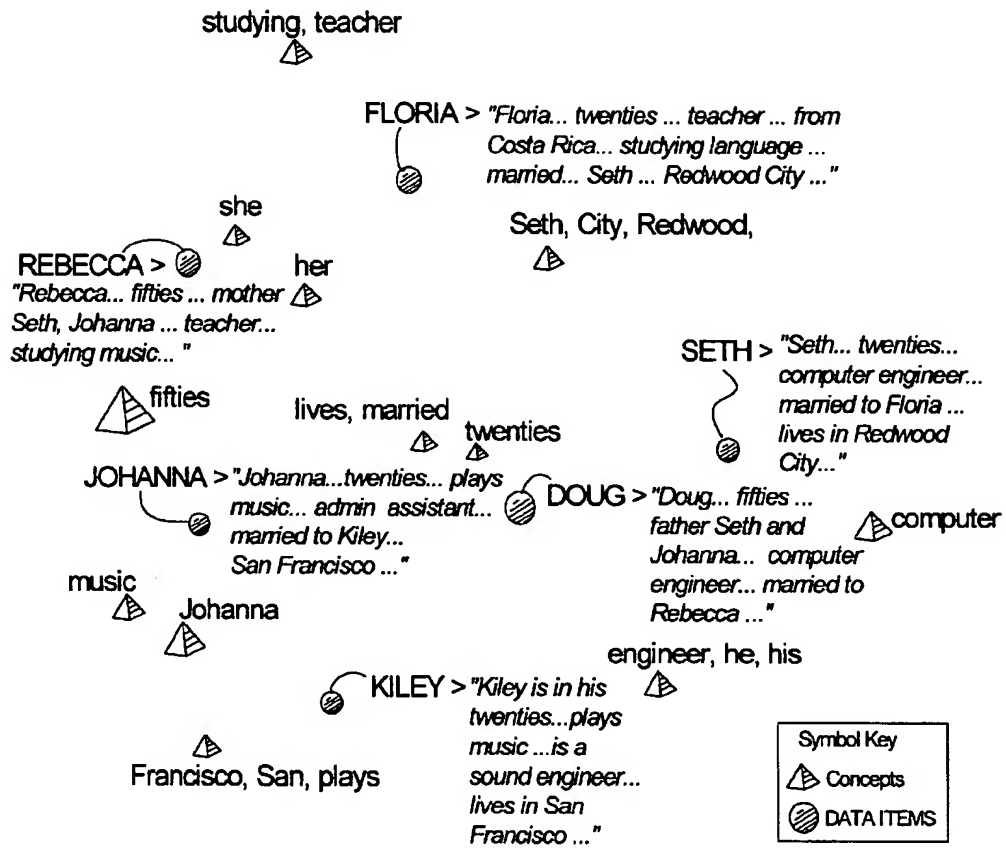 studying, teacher
FLORIA > "Floria... twenties ... teacher ... from
Costa Rica... studying language ...
married... Seth ... Redwood City ..."
she
Seth, City, Redwood,
REBECCA >
her
"Rebecca... fifties ... mother
Seth, Johanna ... teacher...
studying music... "
SETH > "Seth... twenties...
computer engineer...
married to Floria ...
lives in Redwood
City..."
fifties
lives, married
twenties
JOHANNA > "Johanna...twenties... plays
music... admin assistant...
married to Kiley...
San Francisco ..."
DOUG > "Doug... fifties ...
father Seth and
Johanna... computer
engineer... married to
Rebecca ..."
computer
music
Johanna
engineer, he, his
KILEY > "Kiley is in his
twenties...plays
music ...is a
sound engineer...
lives in San
Francisco ..."
Francisco, San, plays
Symbol Key
Concepts
DATA ITEMS